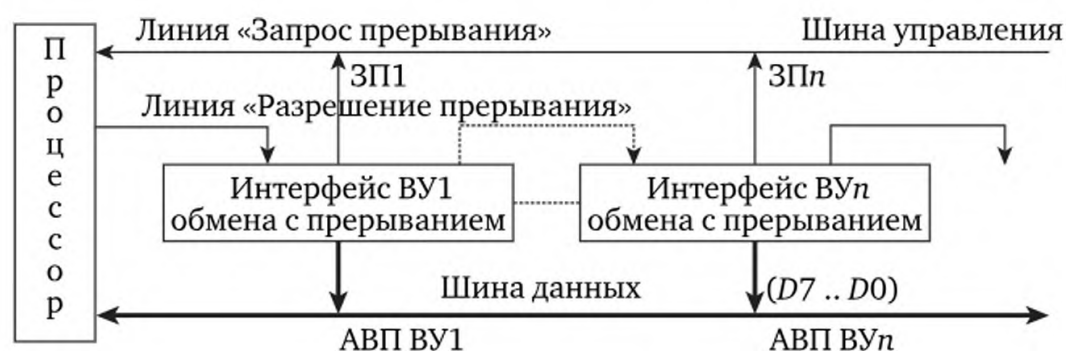 Процессор
Линия «Запрос прерывания»
Шина управления
ЗП1
ЗПn
Линия «Разрешение прерывания»
Интерфейс ВУ1
обмена с прерыванием
Интерфейс ВУn
обмена с прерыванием
Шина данных
(D7 .. D0)
АВП ВУ1
АВП ВУn